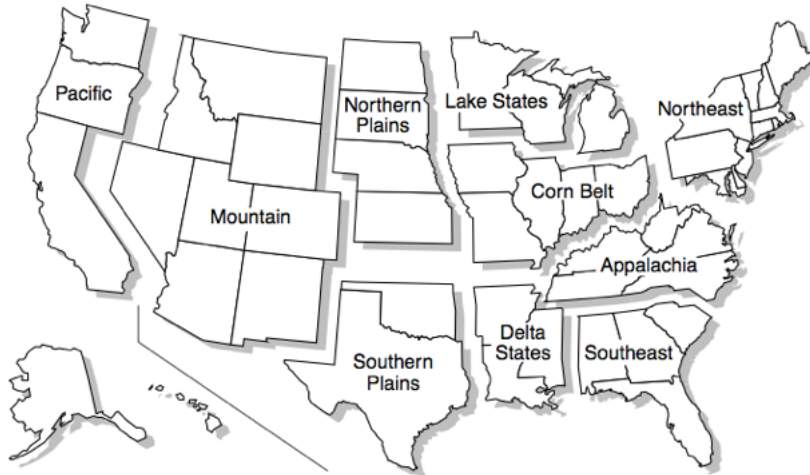 Pacific
Northern
Plains
Lake States
Northeast
Corn Belt
Mountain
Appalachia
Delta
States
Southeast
Southern
Plains